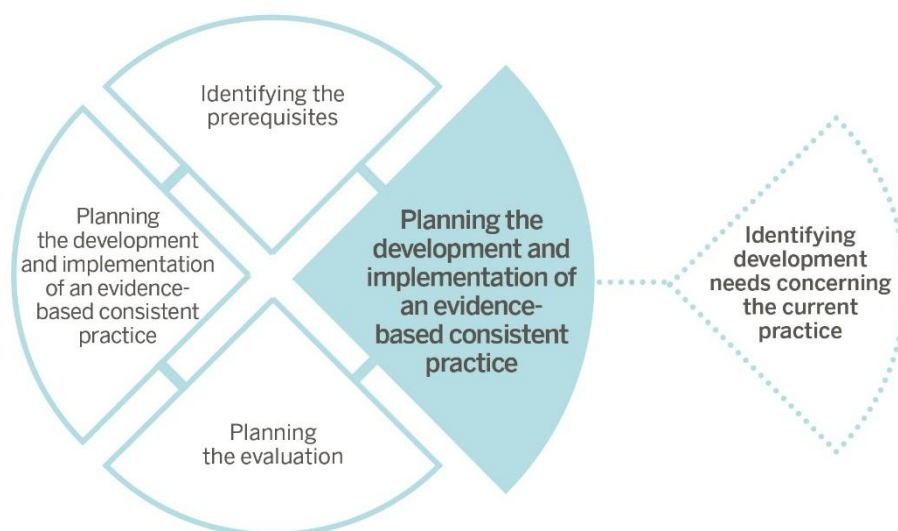 Identifying the
prerequisites
Planning
the development
and implementation
of an evidence-
based consistent
practice
Planning the
development and
implementation of
an evidence-
based consistent
practice
Identifying
development
needs concerning
the current
practice
Planning
the evaluation